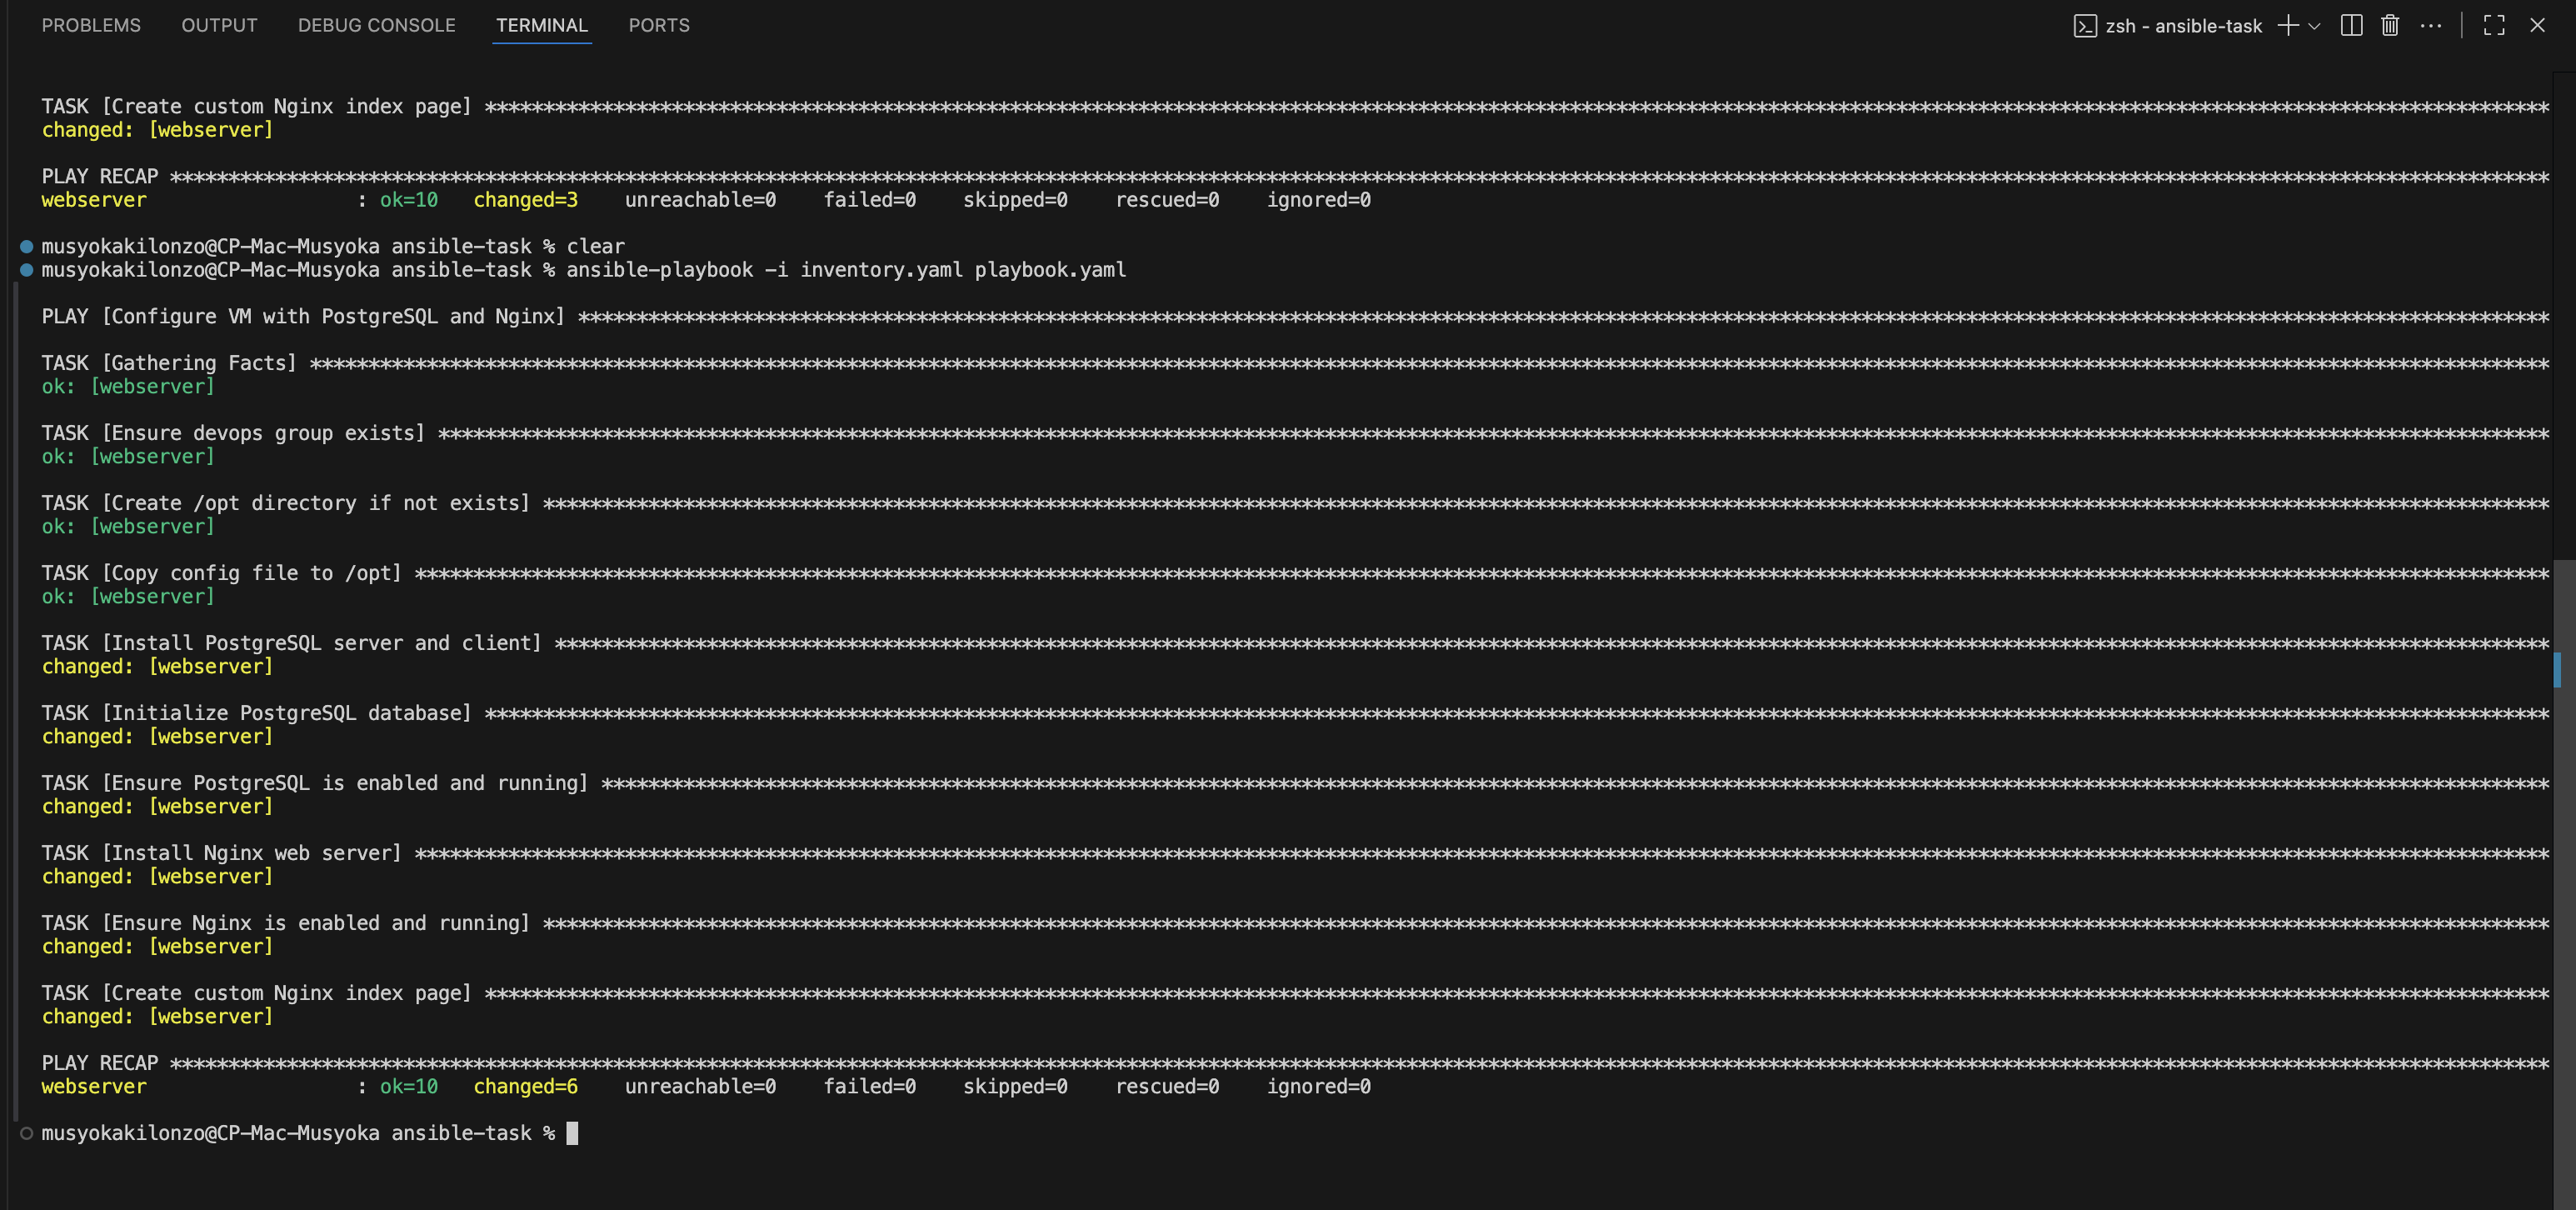 PROBLEMS OUTPUT DEBUG CONSOLE TERMINAL PORTS zsh - ansible-task
TASK [Create custom Nginx index page] ********************************************************************************************************************************************************************************
changed: [webserver]
PLAY RECAP ***********************************************************************************************************************************************************************************************************
webserver : ok=10 changed=3 unreachable=0 failed=0 skipped=0 rescued=0 ignored=0
musyokakilonzo@CP-Mac-Musyoka ansible-task % clear
musyokakilonzo@CP-Mac-Musyoka ansible-task % ansible-playbook -i inventory.yaml playbook.yaml
PLAY [Configure VM with PostgreSQL and Nginx] ************************************************************************************************************************************************************************
TASK [Gathering Facts] ***********************************************************************************************************************************************************************************************
ok: [webserver]
TASK [Ensure devops group exists] ************************************************************************************************************************************************************************************
ok: [webserver]
TASK [Create /opt directory if not exists] ***************************************************************************************************************************************************************************
ok: [webserver]
TASK [Copy config file to /opt] **************************************************************************************************************************************************************************************
ok: [webserver]
TASK [Install PostgreSQL server and client] **************************************************************************************************************************************************************************
changed: [webserver]
TASK [Initialize PostgreSQL database] ********************************************************************************************************************************************************************************
changed: [webserver]
TASK [Ensure PostgreSQL is enabled and running] **********************************************************************************************************************************************************************
changed: [webserver]
TASK [Install Nginx web server] **************************************************************************************************************************************************************************************
changed: [webserver]
TASK [Ensure Nginx is enabled and running] ***************************************************************************************************************************************************************************
changed: [webserver]
TASK [Create custom Nginx index page] ********************************************************************************************************************************************************************************
changed: [webserver]
PLAY RECAP ***********************************************************************************************************************************************************************************************************
webserver : ok=10 changed=6 unreachable=0 failed=0 skipped=0 rescued=0 ignored=0
musyokakilonzo@CP-Mac-Musyoka ansible-task %